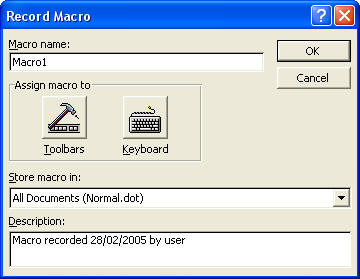 Record Macro
Macro name:
OK
Macro1
Cancel
Assign macro to
Toolbars
Keyboard
Store macro in:
All Documents (Normal.dot)
Description:
Macro recorded 28/02/2005 by user